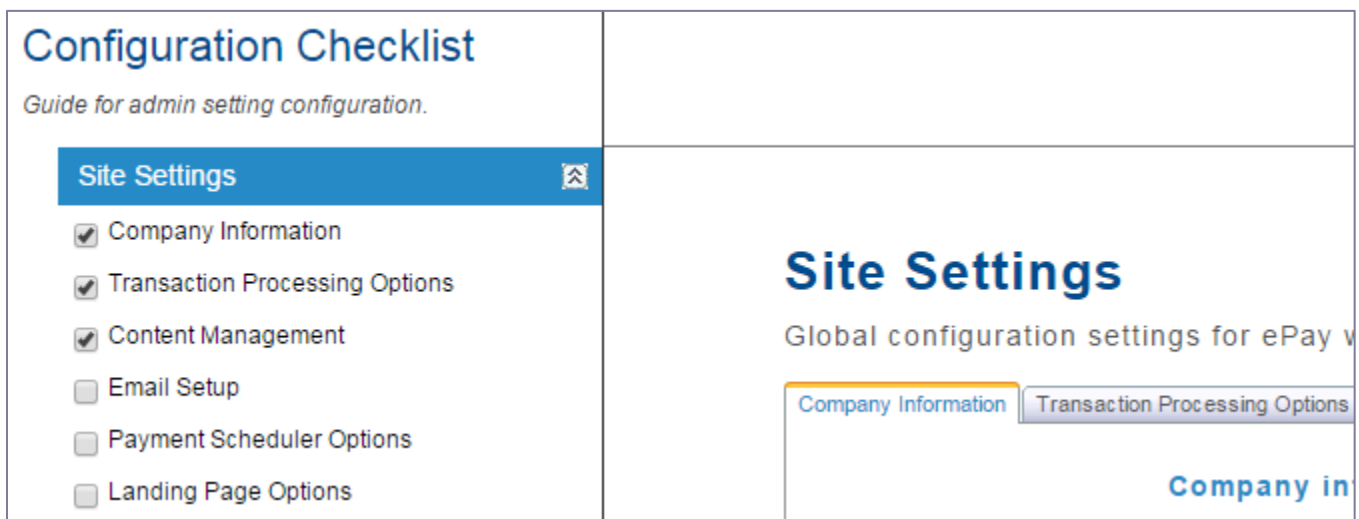 Configuration Checklist
Guide for admin setting configuration.
Site Settings
Company Information
Transaction Processing Options
Content Management
Email Setup
Payment Scheduler Options
Landing Page Options
Site Settings
Global configuration settings for ePay
Company Information
Transaction Processing Options
Company